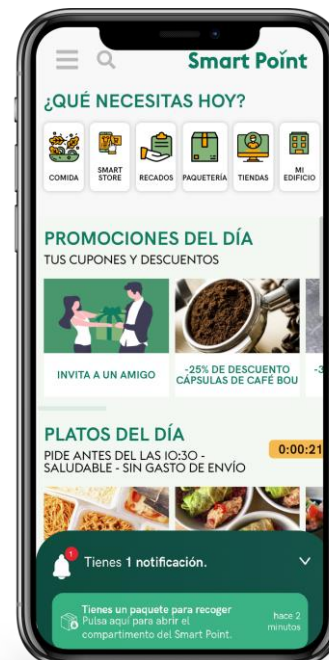 Smart Point
¿QUÉ NECESITAS HOY?
COMIDA
SMART
STORE
RECADOS
PAQUETERÍA
TIENDAS
MI
EDIFICIO
PROMOCIONES DEL DÍA
TUS CUPONES Y DESCUENTOS
INVITA A UN AMIGO
-25% DE DESCUENTO
CÁPSULAS DE CAFÉ BOU
-3
PLATOS DEL DÍA
PIDE ANTES DEL LAS 10:30 -
SALUDABLE - SIN GASTO DE ENVÍO
0:00:21
1
Tienes 1 notificación.
Tienes un paquete para recoger
Pulsa aquí para abrir el
compartimento del Smart Point.
hace 2
minutos